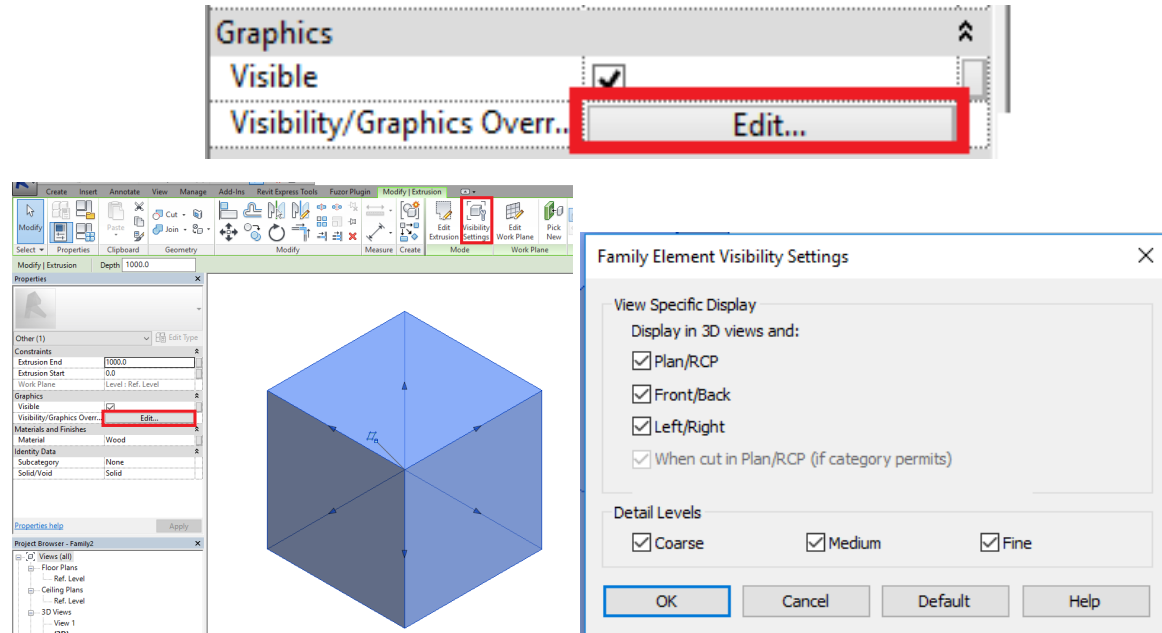 Graphics
Visible
Visibility/Graphics Overr... Edit...
Create Insert Annotate View Manage Add-Ins Revit Express Tools Fuzor Plugin Modify | Extrusion
Modify Paste Cut Join Edit Extrusion Visibility Settings Edit Work Plane Pick New
Select Properties Clipboard Geometry Modify Measure Create Mode Work Plane
Modify | Extrusion Depth 1000.0
Properties
Other (1) Edit Type
Constraints
Extrusion End 1000.0
Extrusion Start 0.0
Work Plane Level : Ref. Level
Graphics
Visible
Visibility/Graphics Overr... Edit...
Materials and Finishes
Material Wood
Identity Data
Subcategory None
Solid/Void Solid
Properties help Apply
Project Browser - Family2
Views (all)
Floor Plans
Ref. Level
Ceiling Plans
Ref. Level
3D Views
View 1
Family Element Visibility Settings
View Specific Display
Display in 3D views and:
Plan/RCP
Front/Back
Left/Right
When cut in Plan/RCP (if category permits)
Detail Levels
Coarse Medium Fine
OK Cancel Default Help